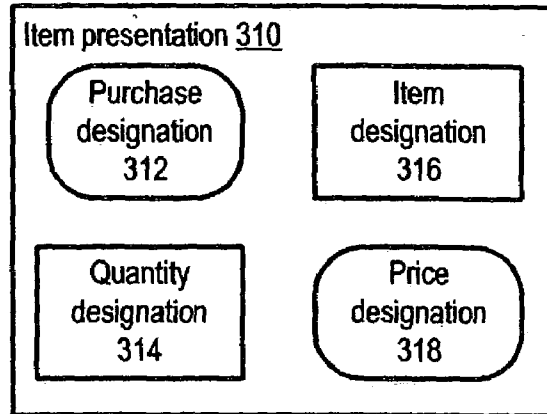 Item presentation 310
Purchase
designation
312
Item
designation
316
Quantity
designation
314
Price
designation
318